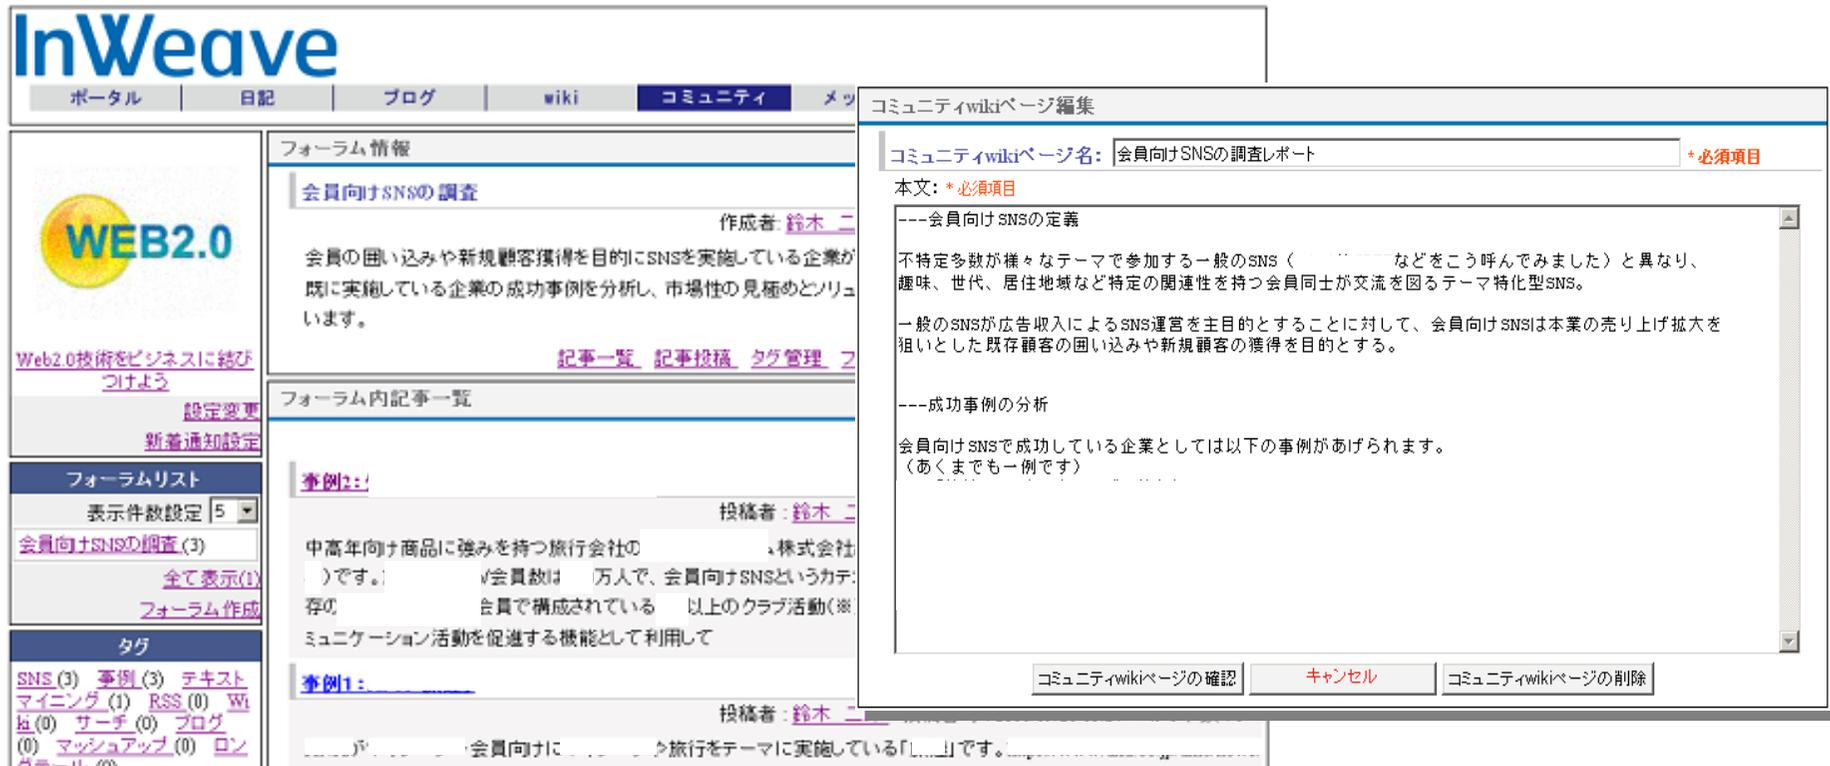 InWeave
ポータル
日記
ブログ
wiki
コミュニティ
メッ
WEB2.0
Web2.0技術をビジネスに結び
つけよう
設定変更
新着通知設定
フォーラムリスト
表示件数設定 5
会員向けSNSの調査 (3)
全て表示(1)
フォーラム作成
タグ
SNS (3) 事例 (3) テキスト
マイニング (1) RSS (0) Wi
ki (0) サーチ (0) ブログ
(0) マッシュアップ (0) ロン
グテール (0)
フォーラム情報
会員向けSNSの調査
作成者: 鈴木 二
会員の囲い込みや新規顧客獲得を目的にSNSを実施している企業が
既に実施している企業の成功事例を分析し、市場性の見極めとソリュ
います。
記事一覧 記事投稿 タグ管理 フ
フォーラム内記事一覧
事例2:
投稿者 : 鈴木 二
中高年向け商品に強みを持つ旅行会社の 株式会社
)です。 会員数は 万人で、会員向けSNSというカテ
存の 会員で構成されている 以上のクラブ活動(※
ミュニケーション活動を促進する機能として利用して
事例1:
投稿者 : 鈴木 二
会員向けに や旅行をテーマに実施している「 」です。
コミュニティwikiページ編集
コミュニティwikiページ名: 会員向けSNSの調査レポート *必須項目
本文: *必須項目
---会員向けSNSの定義
不特定多数が様々なテーマで参加する一般のSNS( などをこう呼んでみました)と異なり、
趣味、世代、居住地域など特定の関連性を持つ会員同士が交流を図るテーマ特化型SNS。
一般のSNSが広告収入によるSNS運営を主目的とすることに対して、会員向けSNSは本業の売り上げ拡大を
狙いとした既存顧客の囲い込みや新規顧客の獲得を目的とする。
---成功事例の分析
会員向けSNSで成功している企業としては以下の事例があげられます。
(あくまでも一例です)
コミュニティwikiページの確認
キャンセル
コミュニティwikiページの削除